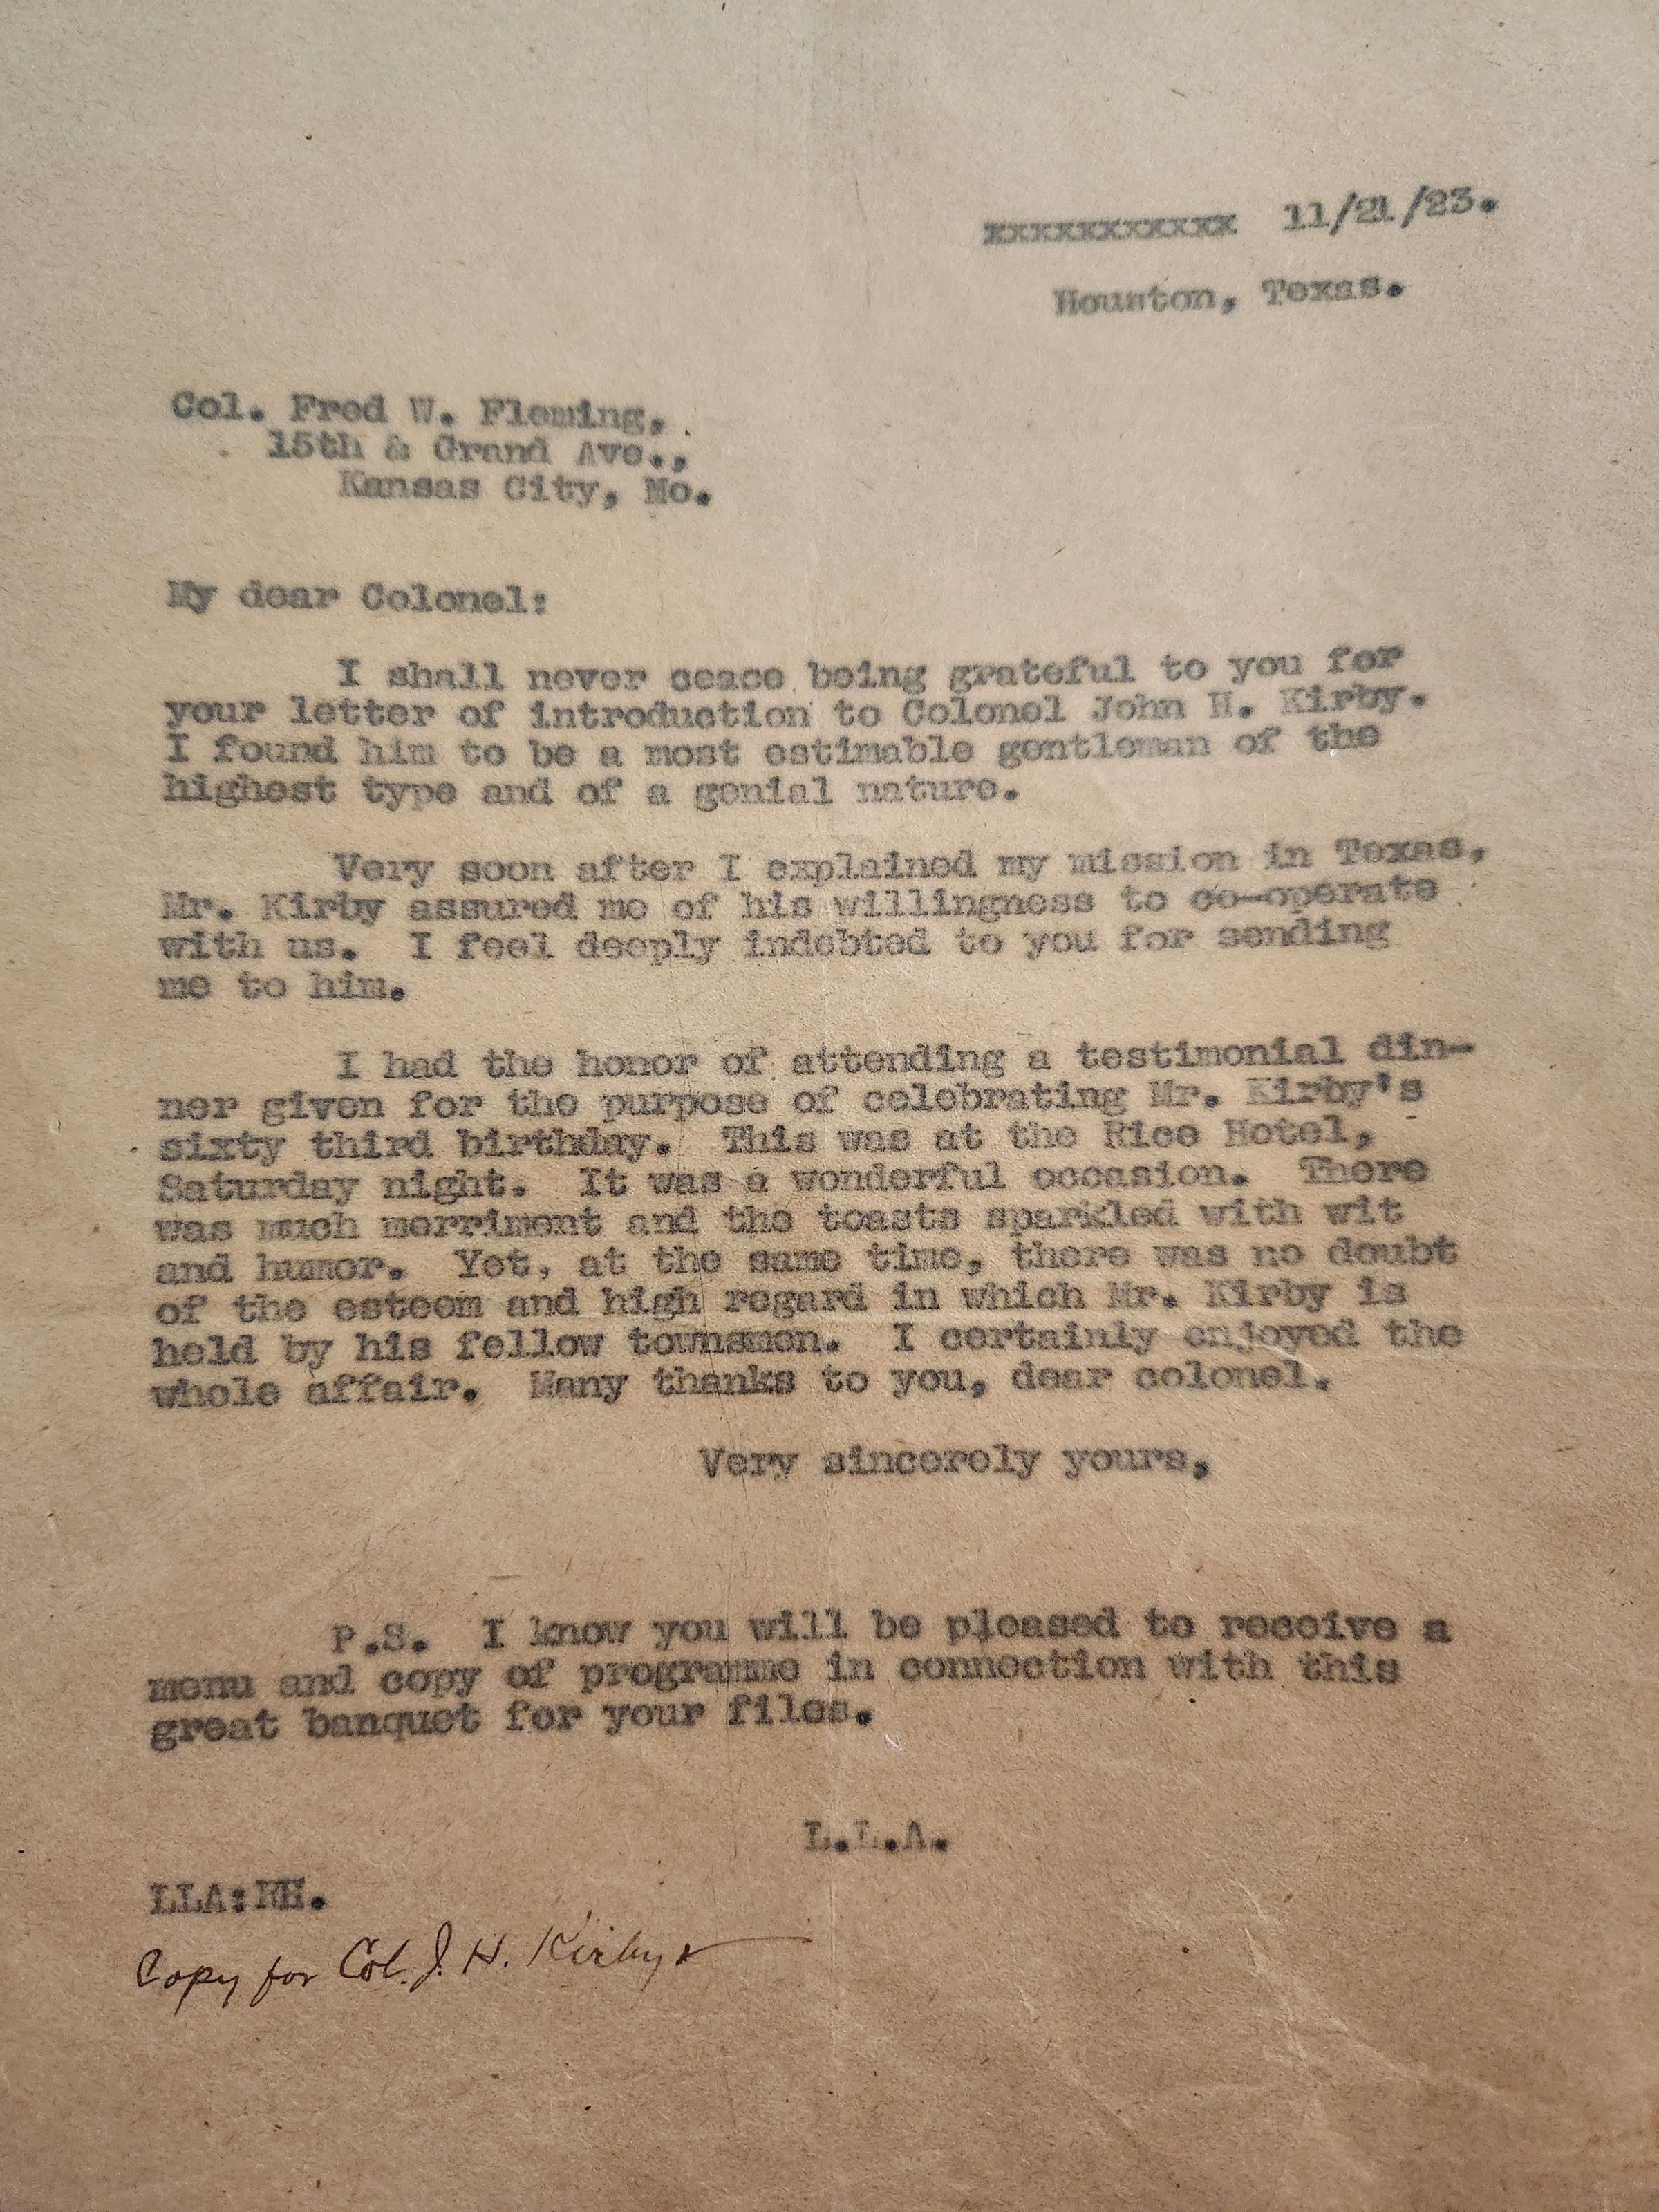 xxxxxxxxxxx 11/21/23.
Houston, Texas.
Col. Fred W. Fleming,
15th & Grand Ave.,
Kansas City, Mo.
My dear Colonel:
I shall never cease being grateful to you for
your letter of introduction to Colonel John H. Kirby.
I found him to be a most estimable gentleman of the
highest type and of a genial nature.
Very soon after I explained my mission in Texas,
Mr. Kirby assured me of his willingness to co-operate
with us. I feel deeply indebted to you for sending
me to him.
I had the honor of attending a testimonial din-
ner given for the purpose of celebrating Mr. Kirby's
sixty third birthday. This was at the Rice Hotel,
Saturday night. It was a wonderful occasion. There
was much merriment and the toasts sparkled with wit
and humor. Yet, at the same time, there was no doubt
of the esteem and high regard in which Mr. Kirby is
held by his fellow townsmen. I certainly enjoyed the
whole affair. Many thanks to you, dear colonel.
Very sincerely yours,
P.S. I know you will be pleased to receive a
menu and copy of programme in connection with this
great banquet for your files.
L.L.A.
LLA:RH.
Copy for Col. J. H. Kirby